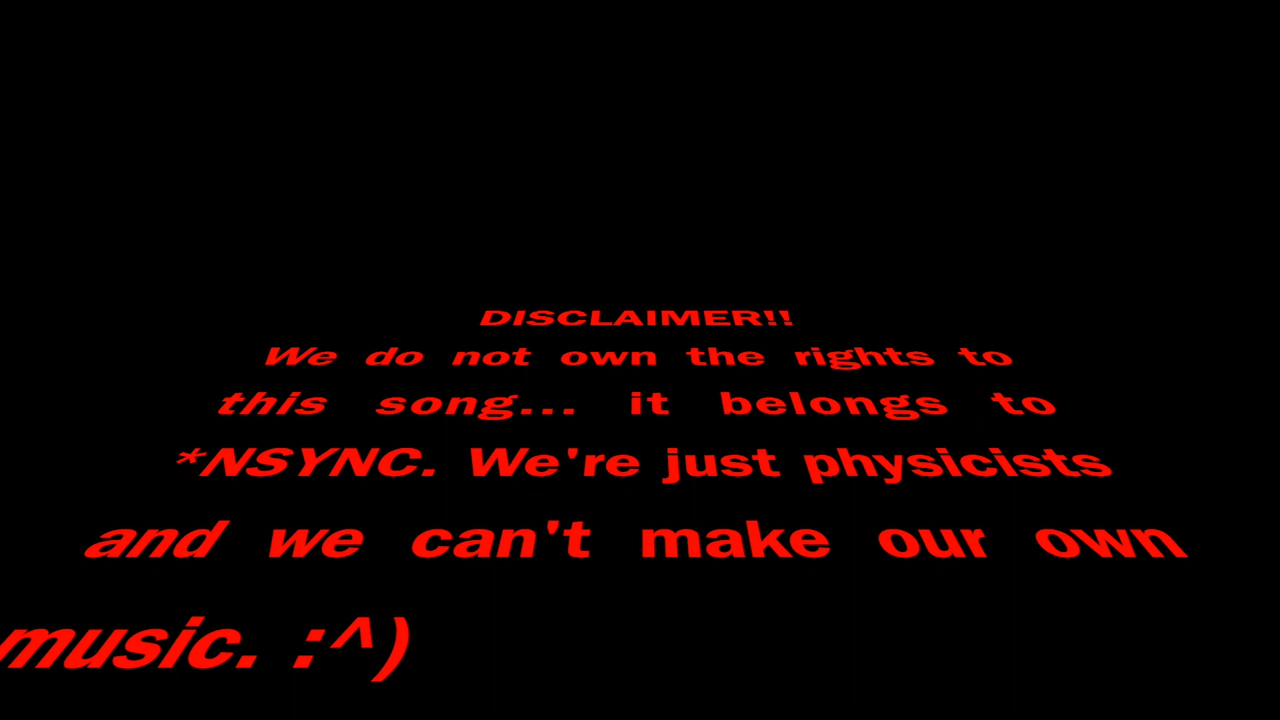 DISCLAIMER!!
We do not own the rights to
this song... it belongs to
*NSYNC. We're just physicists
and we can't make our own
music. :^)